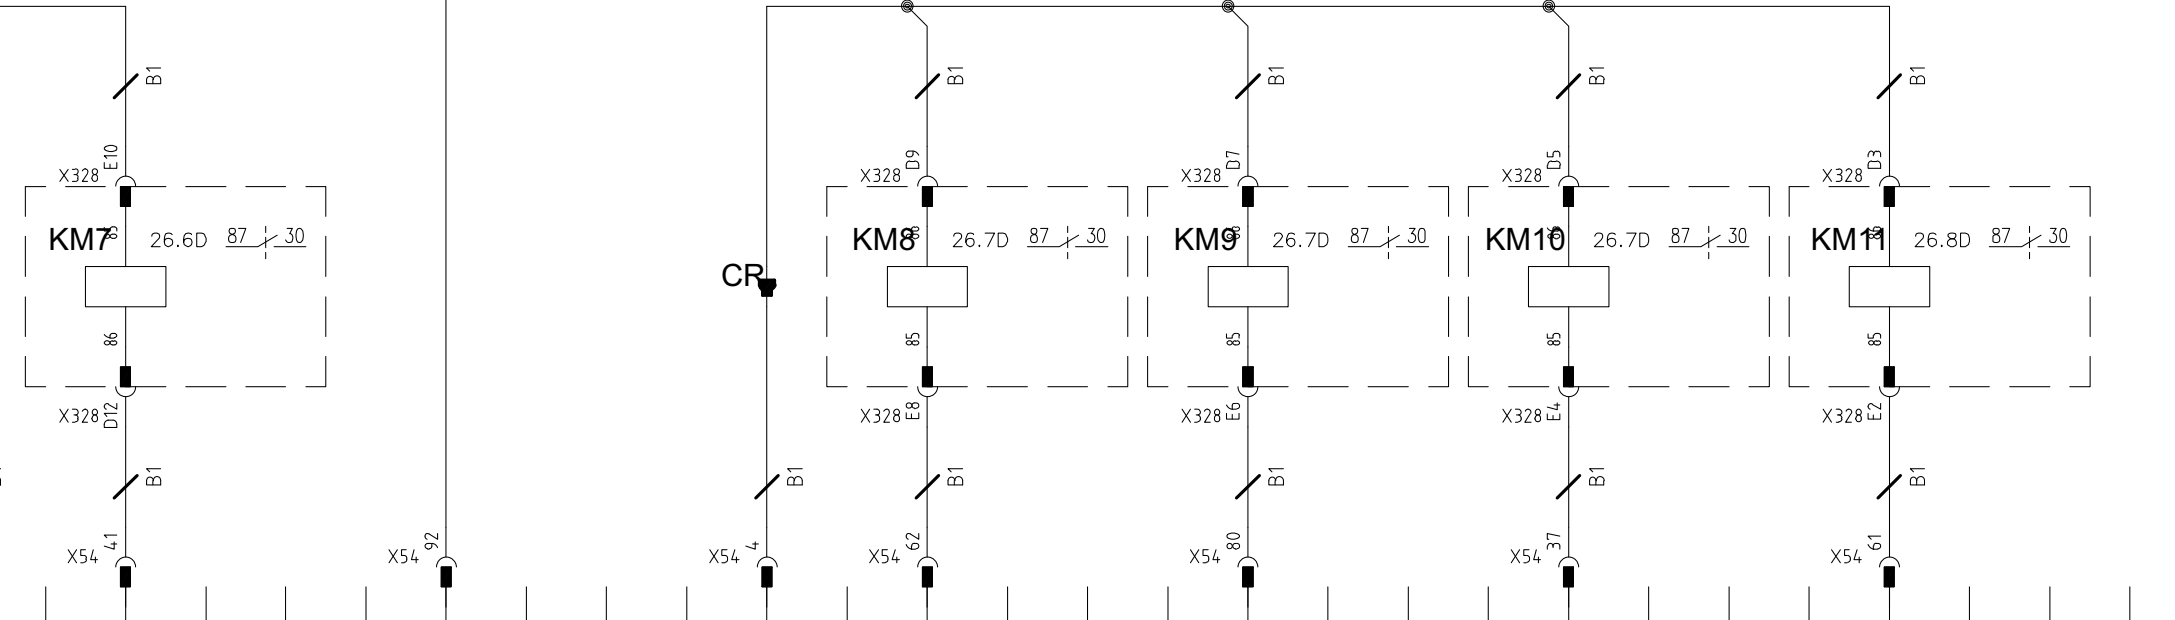 B1 B1 B1 B1 B1
E10 D9 D7 D5 D3
X328 X328 X328 X328 X328
KM7 26.6D 87 30 KM8 26.7D 87 30 KM9 26.7D 87 30 KM10 26.7D 87 30 KM11 26.8D 87 30
CR
86 85 85 85 85
X328 D12 X328 E8 X328 E6 X328 E4 X328 E2
B1 B1 B1 B1 B1 B1
X54 41 X54 92 X54 4 X54 62 X54 80 X54 37 X54 61